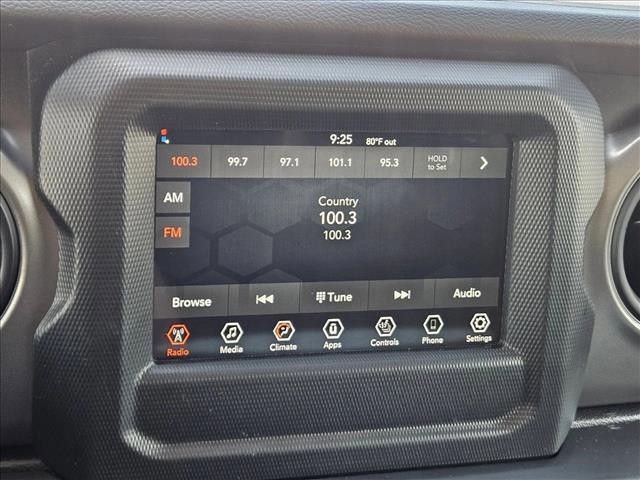 9:25 80°F out
100.3 99.7 97.1 101.1 95.3 HOLD to Set
AM
Country
100.3
FM
100.3
Browse Tune Audio
Radio Media Climate Apps Controls Phone Settings